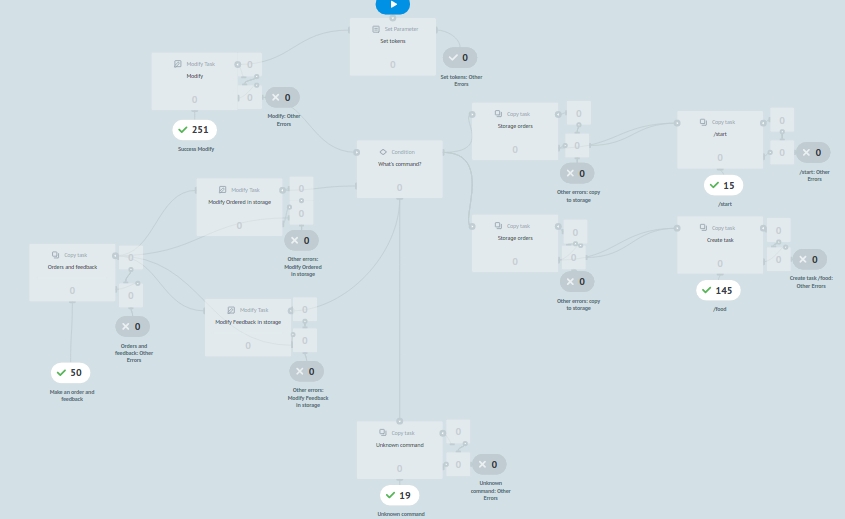 Set Parameter
Set tokens
0
0
Set tokens: Other
Errors
Modify Task
Modify
0
0
0
0
Modify: Other
Errors
251
Success Modify
Condition
What's command?
0
Copy task
Storage orders
0
0
0
0
Other errors: copy
to storage
Copy task
/start
0
0
0
0
/start: Other
Errors
15
/start
Modify Task
Modify Ordered in storage
0
0
0
0
Other errors:
Modify Ordered
in storage
Copy task
Storage orders
0
0
0
0
Other errors: copy
to storage
Copy task
Create task
0
0
0
0
Create task /food:
Other Errors
145
/food
Copy task
Orders and feedback
0
0
0
0
Orders and
feedback: Other
Errors
50
Make an order and
feedback
Modify Task
Modify Feedback in storage
0
0
0
0
Other errors:
Modify Feedback
in storage
Copy task
Unknown command
0
0
0
0
Unknown
command: Other
Errors
19
Unknown command